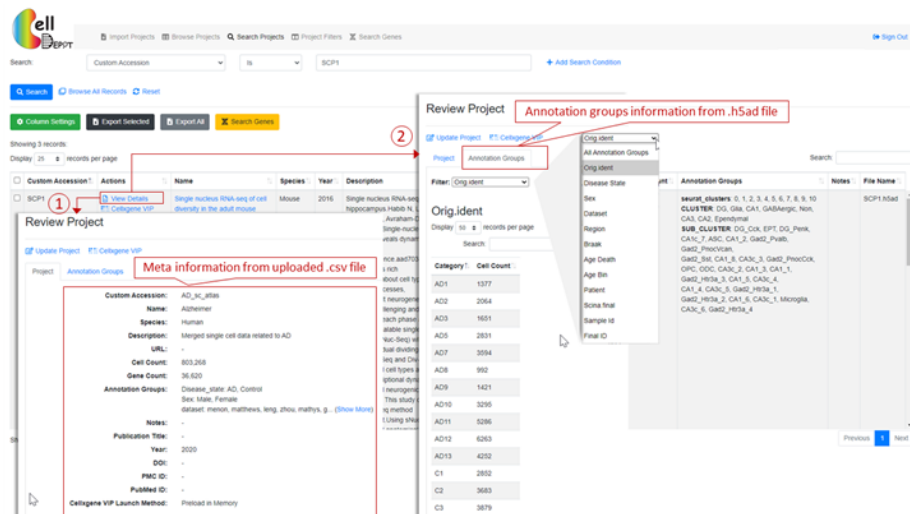 Cell
DEPOT
Import Projects Browse Projects Search Projects Project Filters Search Genes
Sign Out
Search: Custom Accession Is SCP1 + Add Search Condition
Search Browse All Records Reset
Column Settings Export Selected Export All Search Genes
Showing 3 records.
Display 25 records per page
Custom Accession Actions Name Species Year Description
SCP1 View Details Single nucleus RNA-seq of cell Mouse 2016 Single nucleus RNA-seq
Cellxgene VIP diversity in the adult mouse hippocampus.Habib N, L
1
2
Review Project
Update Project Cellxgene VIP
Project Annotation Groups
Meta information from uploaded .csv file
Custom Accession: AD_sc_atlas
Name: Alzheimer
Species: Human
Description: Merged single cell data related to AD
URL: -
Cell Count: 803,268
Gene Count: 36,620
Annotation Groups: Disease_state: AD, Control
Sex: Male, Female
dataset: menon, matthews, leng, zhou, mathys, g... (Show More)
Notes: -
Publication Title: -
Year: 2020
DOI: -
PMC ID: -
PubMed ID: -
Cellxgene VIP Launch Method: Preload in Memory
Review Project
Annotation groups information from .h5ad file
Update Project Cellxgene VIP
Project Annotation Groups
Filter: Orig.ident
Orig.ident
Display 50 records per page
Search:
Category Cell Count
AD1 1377
AD2 2064
AD3 1651
AD5 2831
AD7 3594
AD8 992
AD9 1421
AD10 3295
AD11 5286
AD12 6263
AD13 4252
C1 2852
C2 3683
C3 3879
Orig.ident
All Annotation Groups
Orig.ident
Disease State
Sex
Dataset
Region
Braak
Age Death
Age Bin
Patient
Scina final
Sample Id
Final ID
Search:
Annotation Groups Notes File Name
seurat_clusters: 0, 1, 2, 3, 4, 5, 6, 7, 8, 9, 10 SCP1.h5ad
CLUSTER: DG, Glia, CA1, GABAergic, Non,
CA3, CA2, Ependymal
SUB_CLUSTER: DG_Cck, EPT, DG_Penk,
CA1c_7, ASC, CA1_2, Gad2_Pvalb,
Gad2_PnocVcan,
Gad2_Sst, CA1_8, CA3c_3, Gad2_PnocCck,
OPC, ODC, CA3c_2, CA1_3, CA1_1,
Gad2_Htr3a_3, CA1_5, CA3c_4,
CA1_4, CA3c_5, Gad2_Htr3a_1,
Gad2_Htr3a_2, CA1_6, CA3c_1, Microglia,
CA3c_6, Gad2_Htr3a_4
Previous 1 Next